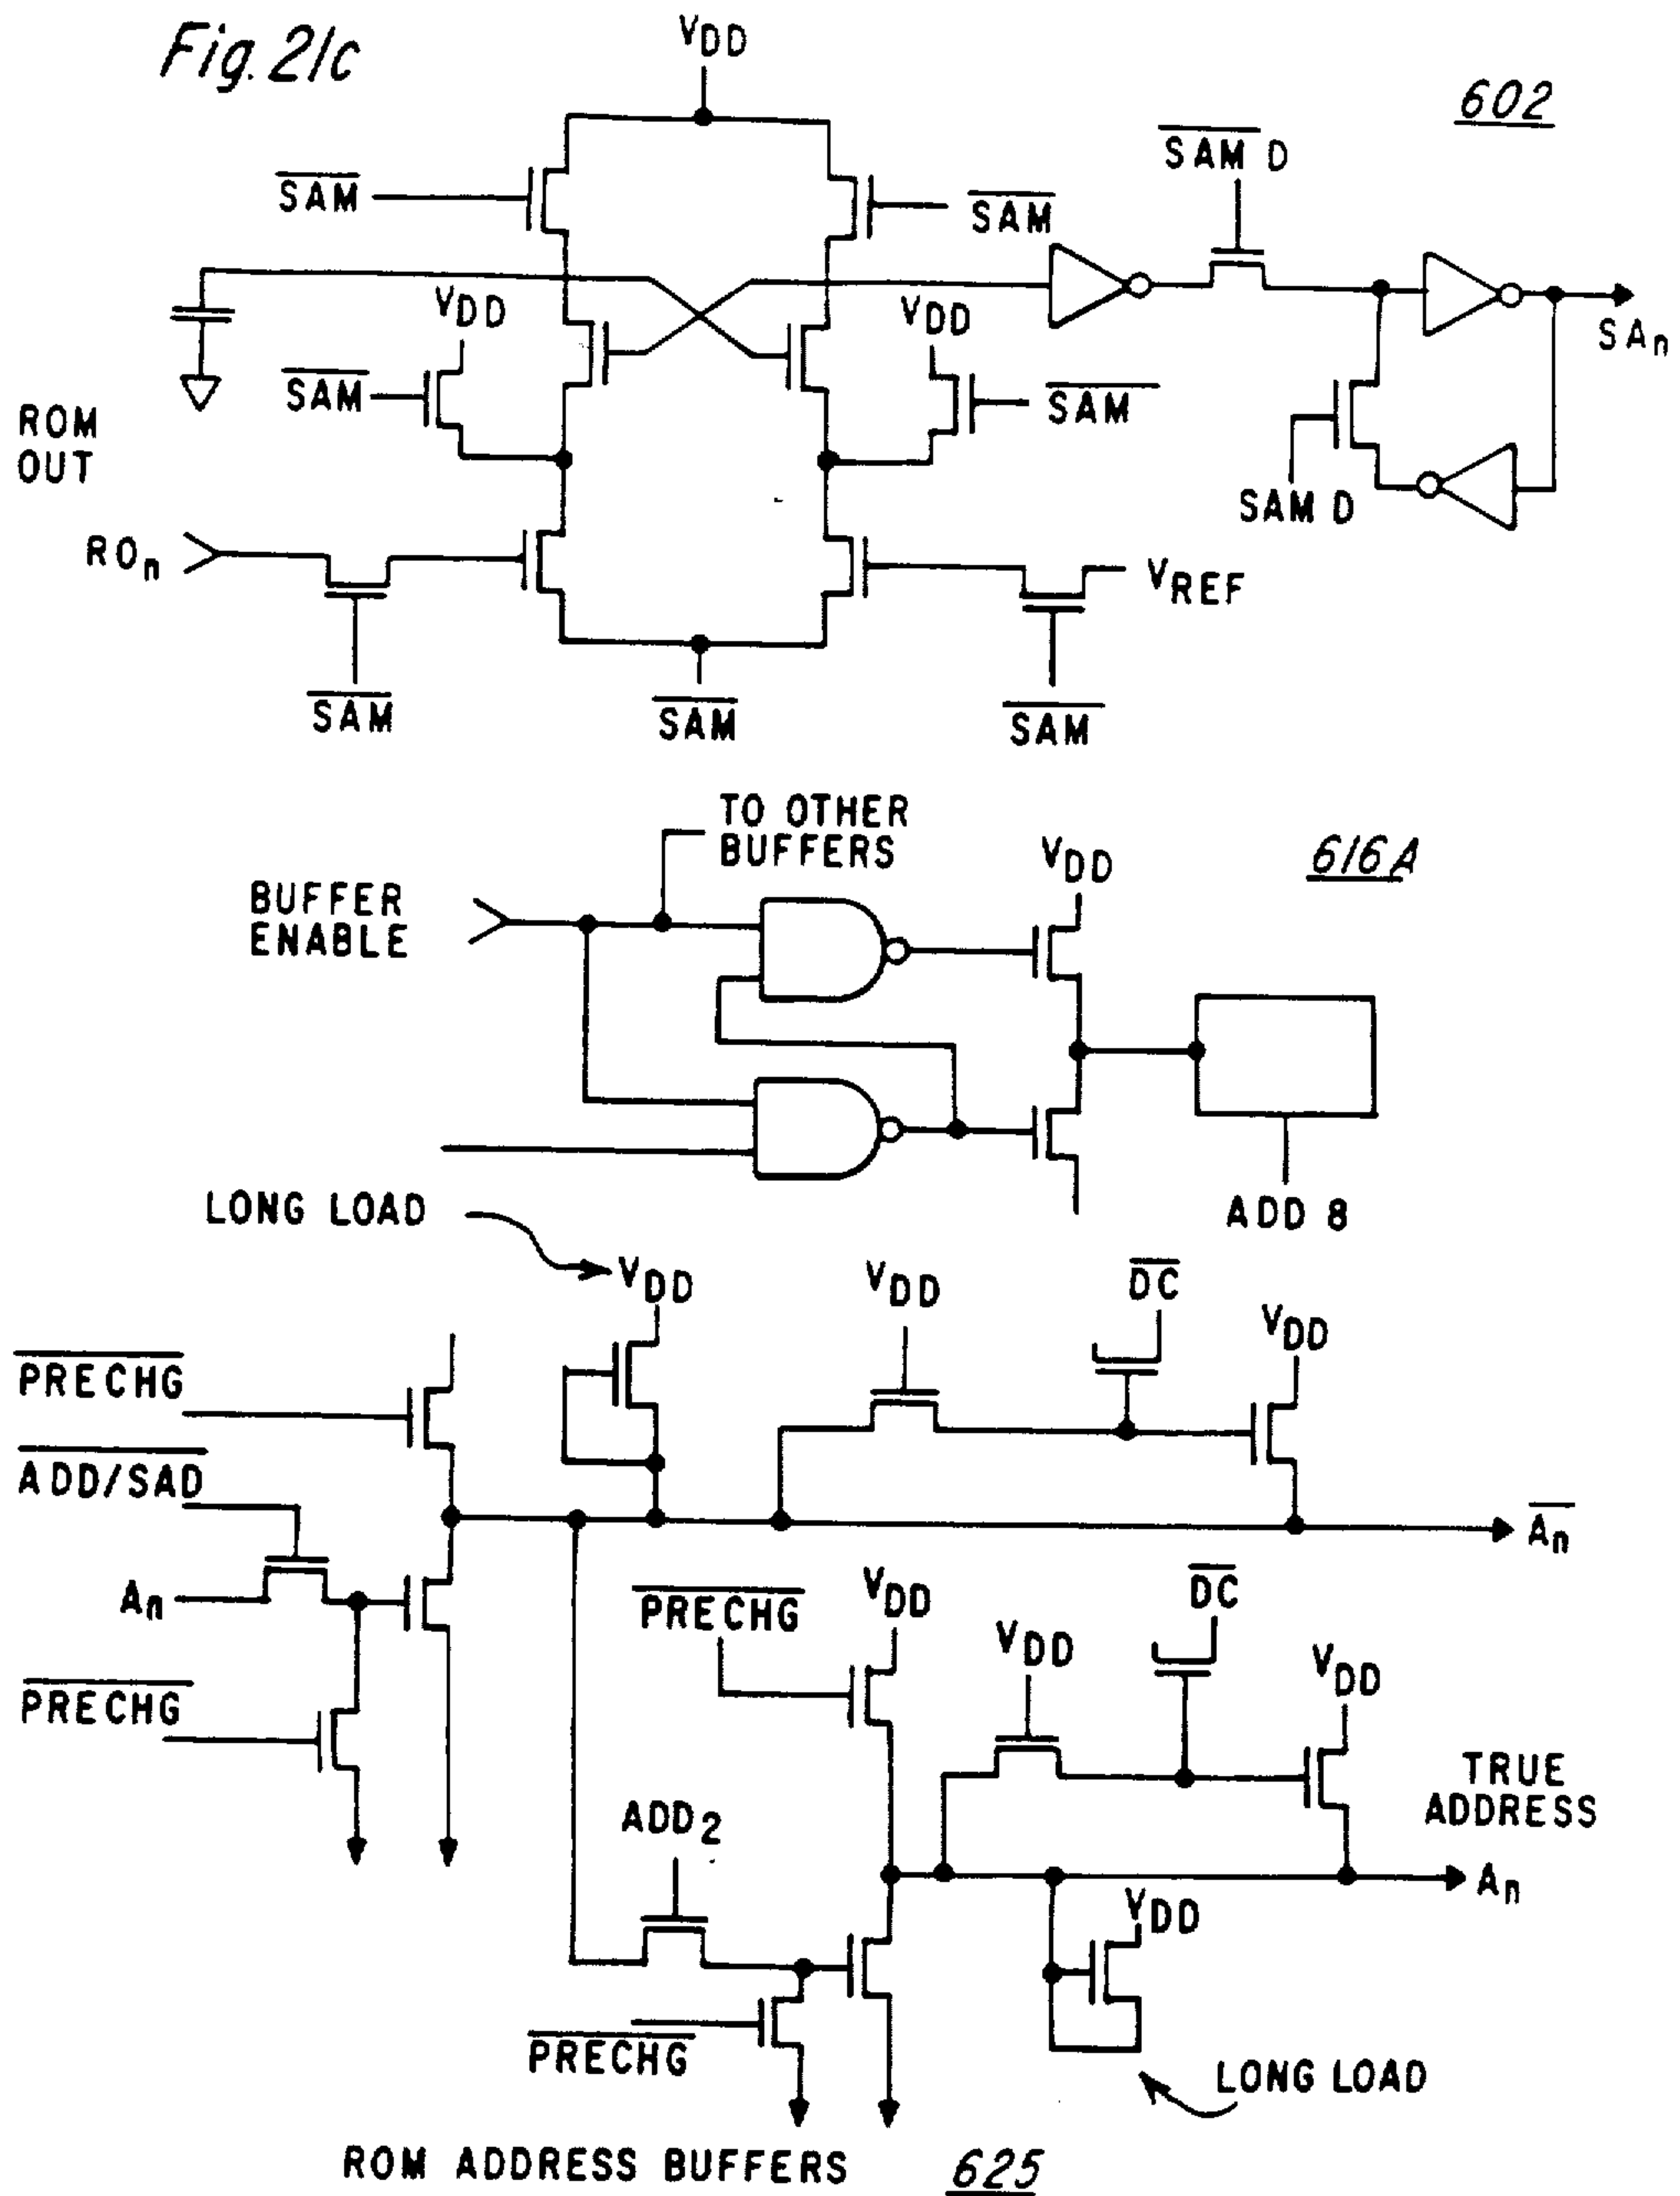 Fig. 21c
VDD
602
SAM
SAM
SAM D
VDD
VDD
SAM
SAM
SAn
ROM
OUT
SAM D
ROn
VREF
SAM
SAM
SAM
TO OTHER
BUFFERS
BUFFER
ENABLE
VDD
616A
ADD 8
LONG LOAD
VDD
VDD
DC
VDD
PRECHG
ADD/SAD
An
An
PRECHG
VDD
DC
VDD
VDD
PRECHG
TRUE
ADDRESS
ADD2
An
VDD
PRECHG
LONG LOAD
ROM ADDRESS BUFFERS
625